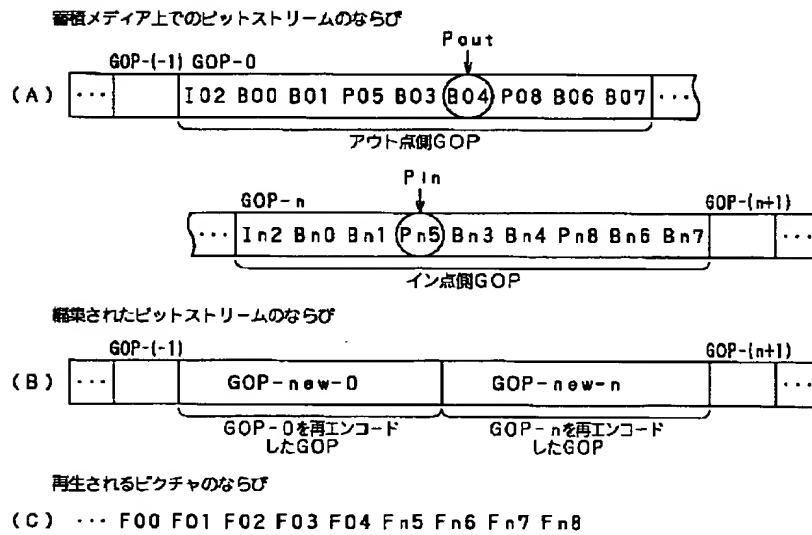 蓄積メディア上でのビットストリームのならび
Pout
GOP-(-1) GOP-0
(A) ··· I02 B00 B01 P05 B03 B04 P08 B06 B07 ···
アウト点側GOP
Pin
GOP-n GOP-(n+1)
··· In2 Bn0 Bn1 Pn5 Bn3 Bn4 Pn8 Bn6 Bn7 ···
イン点側GOP
編集されたビットストリームのならび
GOP-(-1) GOP-(n+1)
(B) ··· GOP-new-0 GOP-new-n ···
GOP-0を再エンコード GOP-nを再エンコード
したGOP したGOP
再生されるピクチャのならび
(C) ··· F00 F01 F02 F03 F04 Fn5 Fn6 Fn7 Fn8